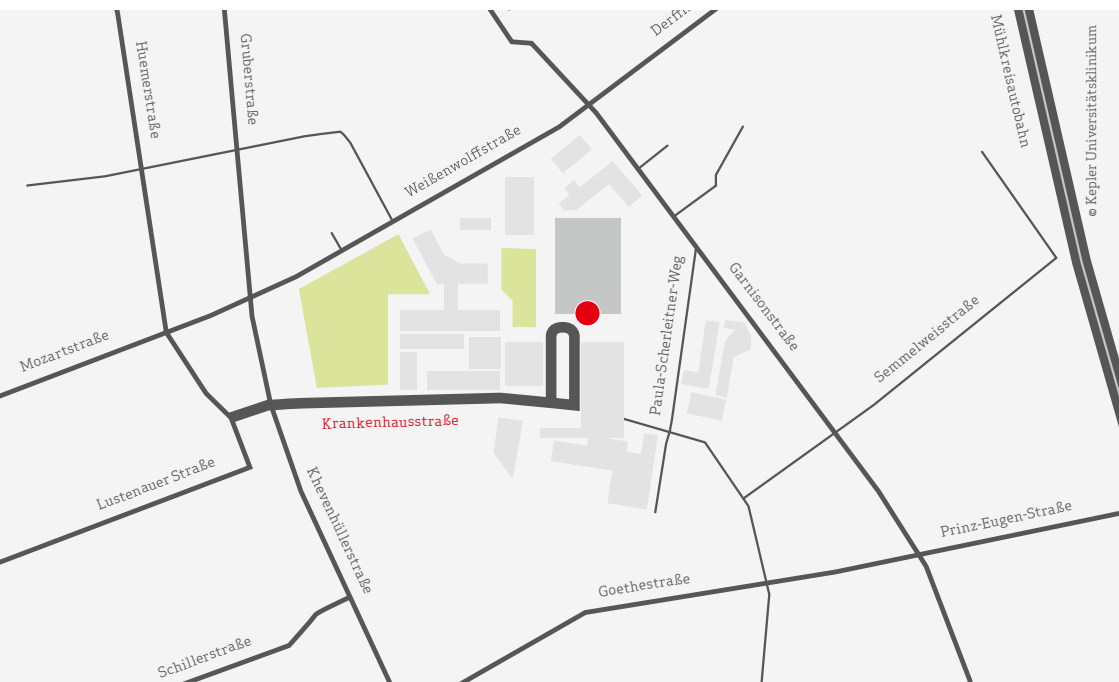 Huemerstraße
Gruberstraße
Mühlkreisautobahn
© Kepler Universitätsklinikum
Weißenwolffstraße
Mozartstraße
Paula-Scherleitner-Weg
Garnisonstraße
Semmelweisstraße
Krankenhausstraße
Lustenauer Straße
Khevenhüllerstraße
Prinz-Eugen-Straße
Goethestraße
Schillerstraße